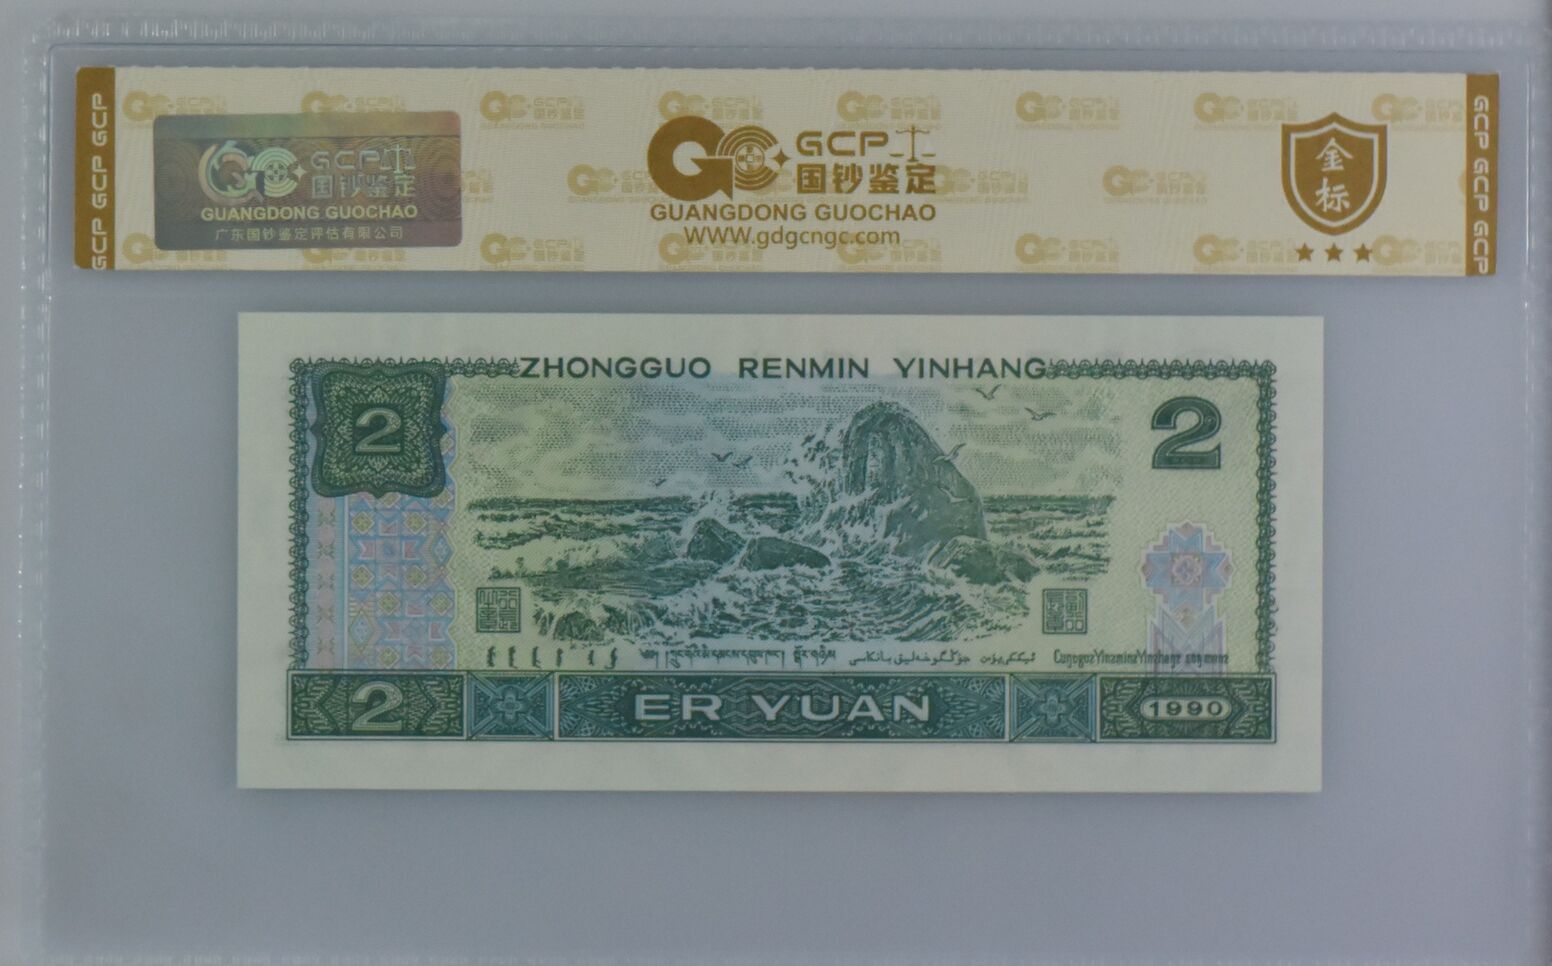 GCP 国钞鉴定
GUANGDONG GUOCHAO
广东国钞鉴定评估有限公司
GCP
国钞鉴定
GUANGDONG GUOCHAO
WWW.gdgcngc.com
金标
GCP GCP GCP
GCP GCP GCP
ZHONGGUO RENMIN YINHANG
2
2
2
ER YUAN
1990